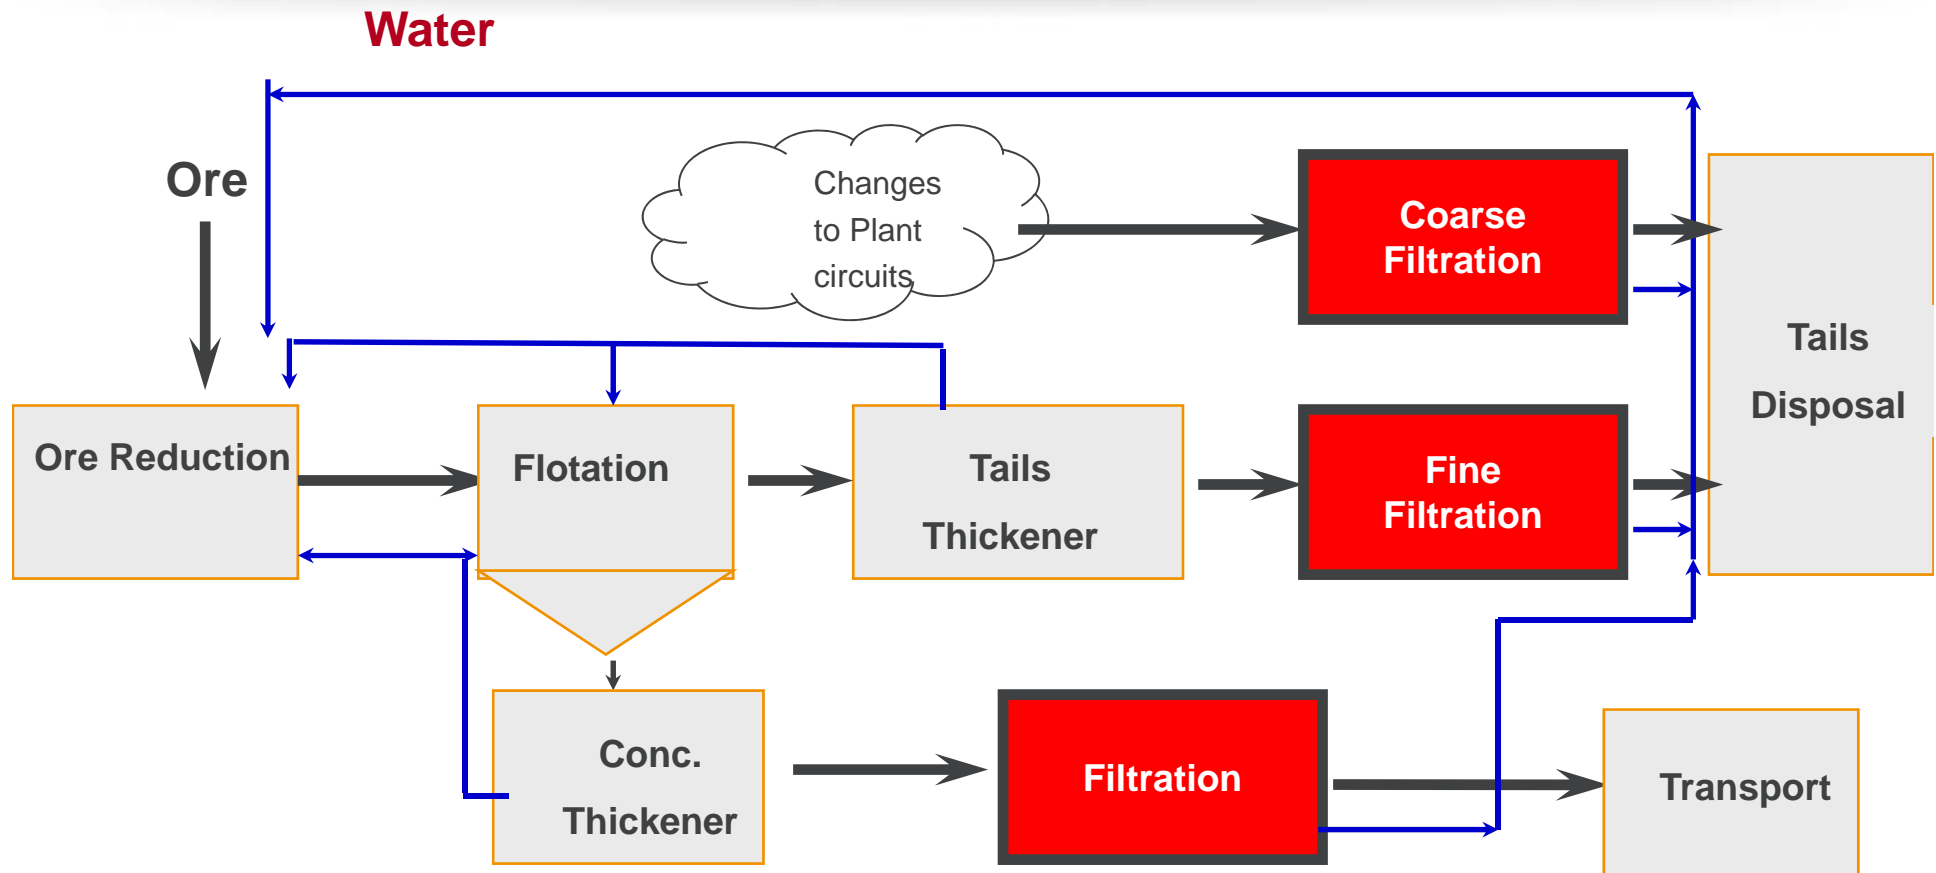 Water
Ore
Changes
to Plant
circuits
Coarse
Filtration
Tails
Disposal
Ore Reduction
Flotation
Tails
Thickener
Fine
Filtration
Conc.
Thickener
Filtration
Transport